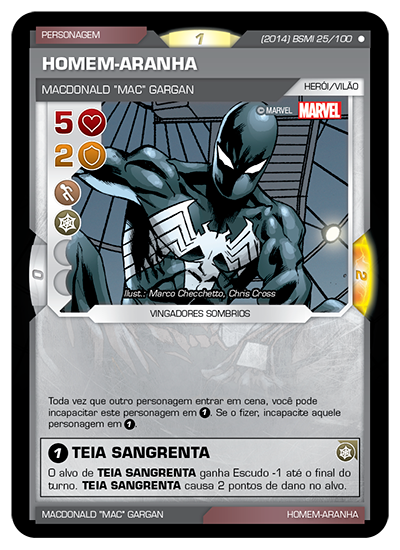 PERSONAGEM
1
(2014) BSMI 25/100
HOMEM-ARANHA
MACDONALD "MAC" GARGAN
HERÓI/VILÃO
© MARVEL MARVEL
5
2
0
2
Ilust.: Marco Checchetto, Chris Cross
VINGADORES SOMBRIOS
Toda vez que outro personagem entrar em cena, você pode
incapacitar este personagem em 1. Se o fizer, incapacite aquele
personagem em 1.
1 TEIA SANGRENTA
O alvo de TEIA SANGRENTA ganha Escudo -1 até o final do
turno. TEIA SANGRENTA causa 2 pontos de dano no alvo.
MACDONALD "MAC" GARGAN
HOMEM-ARANHA